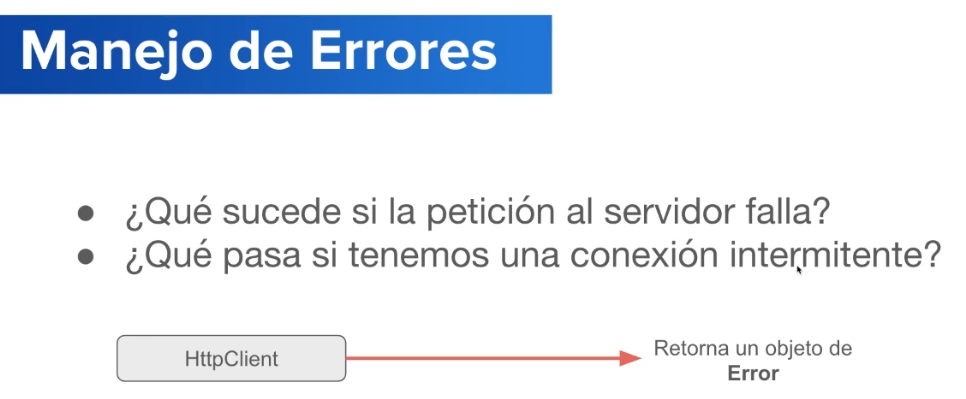 Manejo de Errores
● ¿Qué sucede si la petición al servidor falla?
● ¿Qué pasa si tenemos una conexión intermitente?
HttpClient
Retorna un objeto de
Error